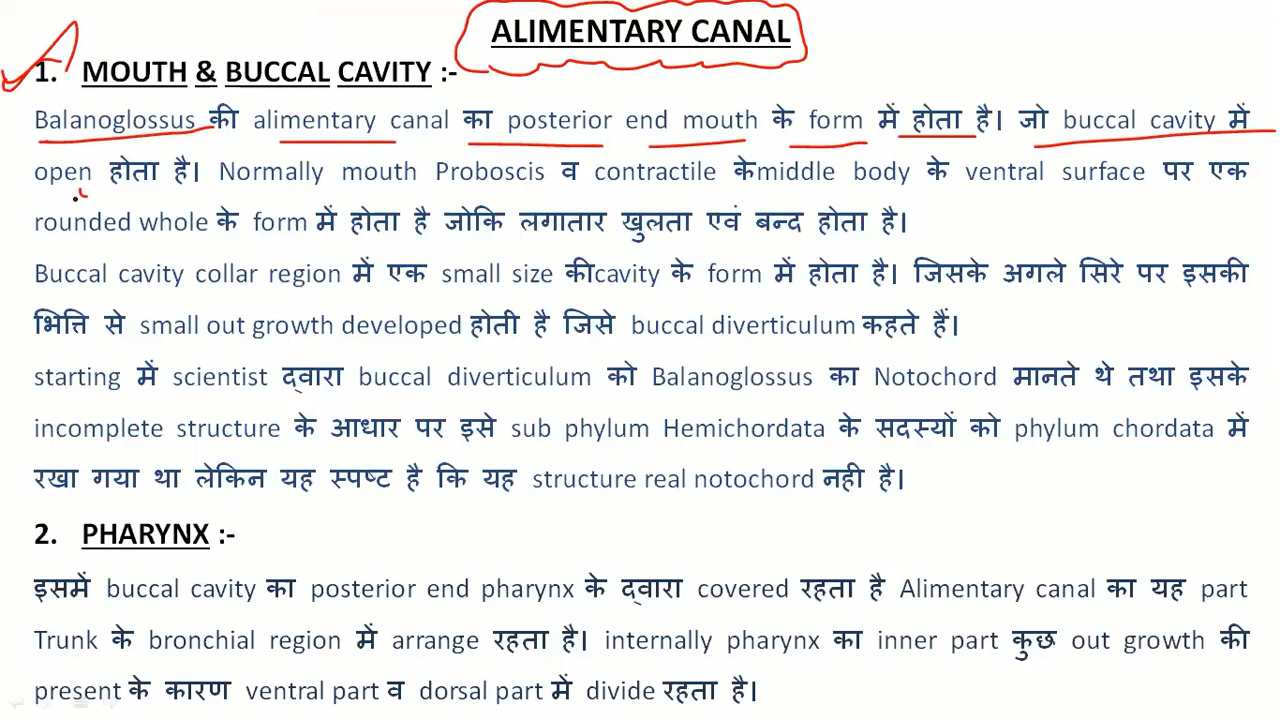 ALIMENTARY CANAL
1. MOUTH & BUCCAL CAVITY :-
Balanoglossus की alimentary canal का posterior end mouth के form में होता है। जो buccal cavity में
open होता है। Normally mouth Proboscis व contractile केmiddle body के ventral surface पर एक
rounded whole के form में होता है जोकि लगातार खुलता एवं बन्द होता है।
Buccal cavity collar region में एक small size कीcavity के form में होता है। जिसके अगले सिरे पर इसकी
भित्ति से small out growth developed होती है जिसे buccal diverticulum कहते हैं।
starting में scientist द्वारा buccal diverticulum को Balanoglossus का Notochord मानते थे तथा इसके
incomplete structure के आधार पर इसे sub phylum Hemichordata के सदस्यों को phylum chordata में
रखा गया था लेकिन यह स्पष्ट है कि यह structure real notochord नही है।
2. PHARYNX :-
इसमें buccal cavity का posterior end pharynx के द्वारा covered रहता है Alimentary canal का यह part
Trunk के bronchial region में arrange रहता है। internally pharynx का inner part कुछ out growth की
present के कारण ventral part व dorsal part में divide रहता है।